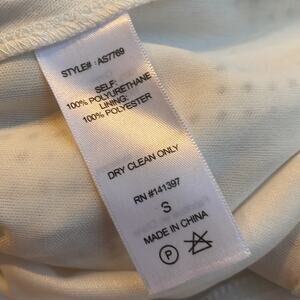 STYLE# : AS7769
SELF:
100% POLYURETHANE
LINING:
100% POLYESTER
DRY CLEAN ONLY
RN #141397
S
MADE IN CHINA
P